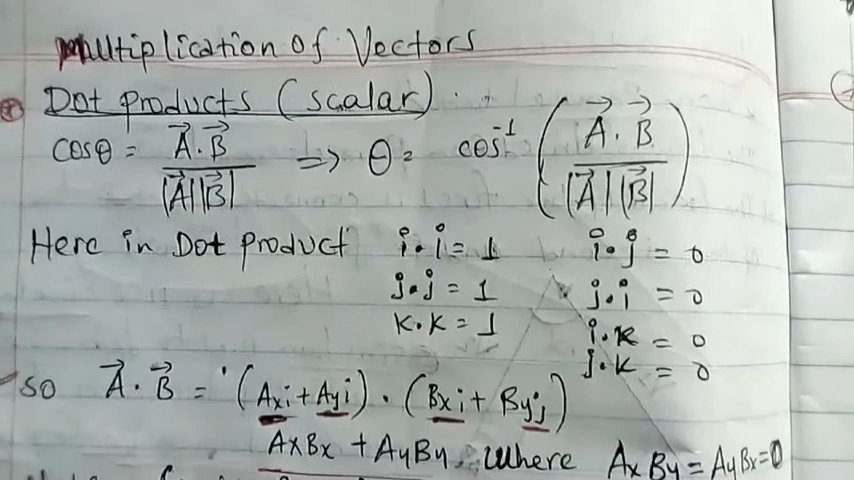 Multiplication of Vectors
Dot products (scalar).
cosθ = A⃗.B⃗ / |A⃗||B⃗| => θ = cos⁻¹ (A⃗.B⃗ / |A⃗||B⃗|)
Here in Dot product i.i = 1 i.j = 0
j.j = 1 j.i = 0
k.k = 1 i.k = 0
j.k = 0
so A⃗.B⃗ = (Axi + Ayi) . (Bxi + Byj)
AxBx + AyBy. where AxBy = AyBx = 0